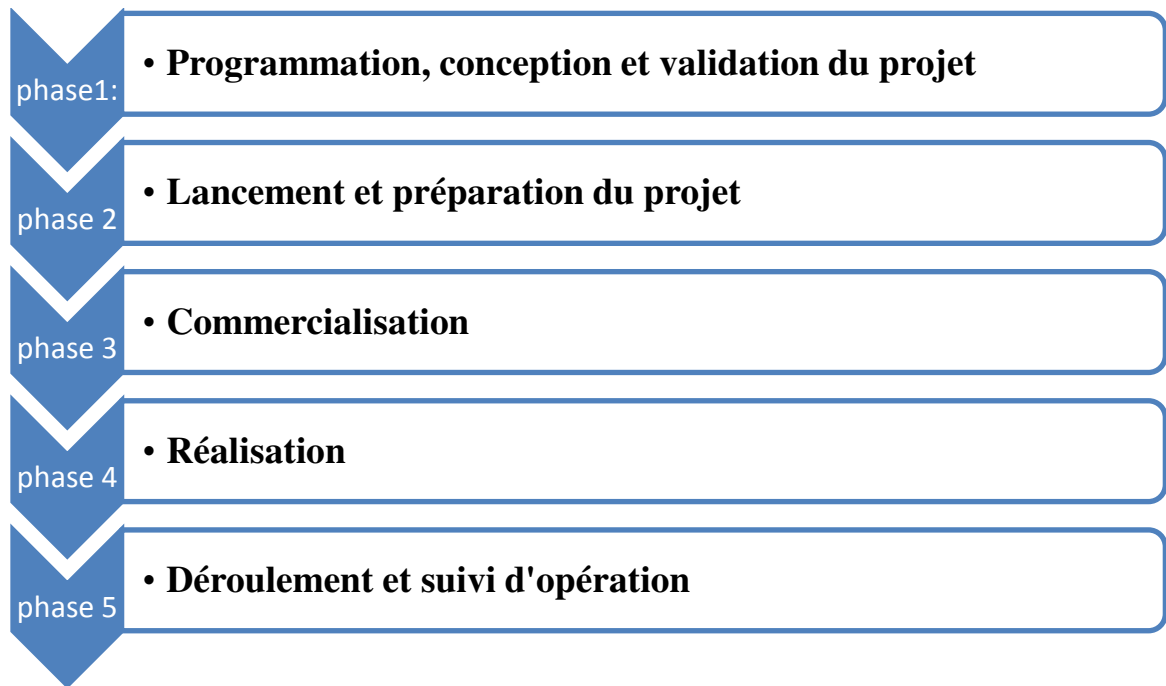 phase1:
• Programmation, conception et validation du projet
phase 2
• Lancement et préparation du projet
phase 3
• Commercialisation
phase 4
• Réalisation
phase 5
• Déroulement et suivi d'opération